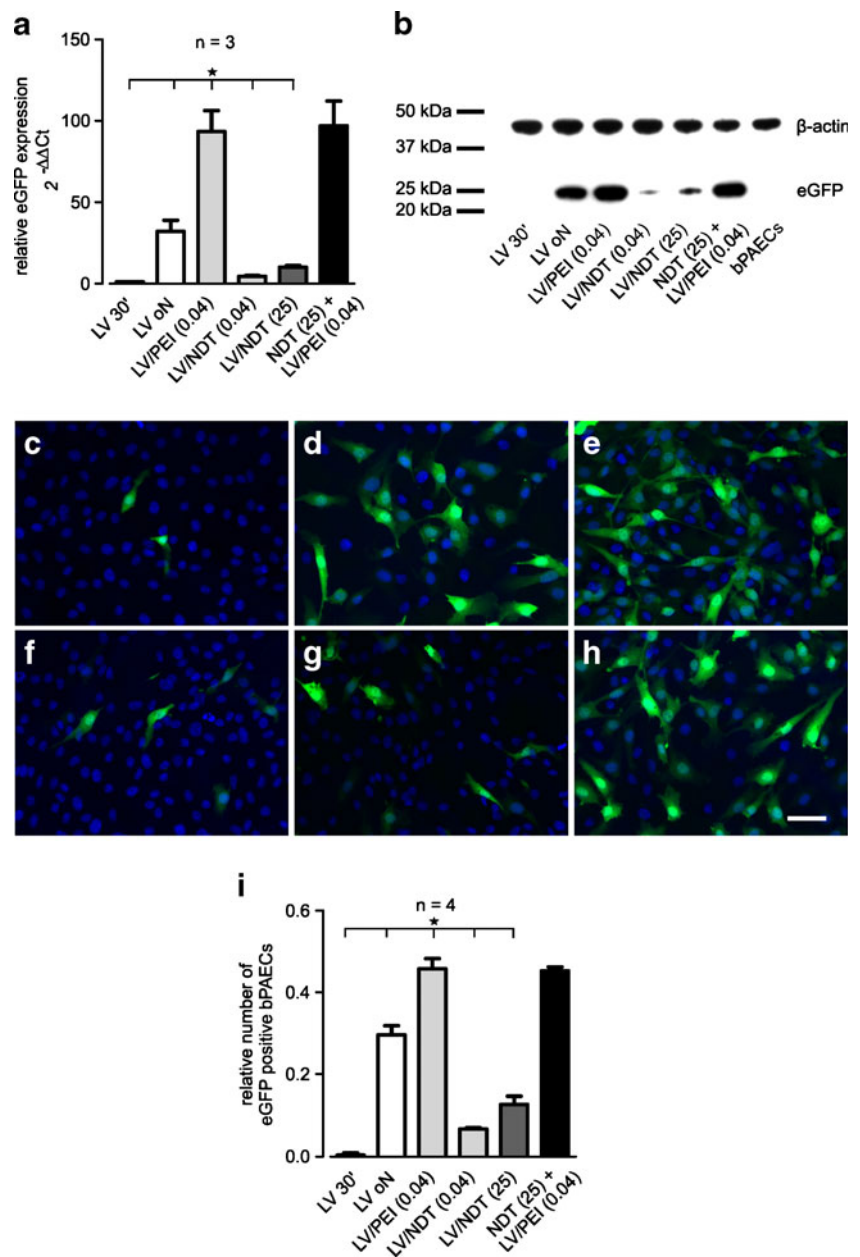 a
150
100
50
0
relative eGFP expression
2 -ΔΔCt
n = 3
★
LV 30'
LV oN
LV/PEI (0.04)
LV/NDT (0.04)
LV/NDT (25)
NDT (25) +
LV/PEI (0.04)
b
50 kDa
37 kDa
25 kDa
20 kDa
β-actin
eGFP
LV 30'
LV oN
LV/PEI (0.04)
LV/NDT (0.04)
LV/NDT (25)
NDT (25) +
LV/PEI (0.04)
bPAECs
c
d
e
f
g
h
i
0.6
0.4
0.2
0.0
relative number of
eGFP positive bPAECs
n = 4
★
LV 30'
LV oN
LV/PEI (0.04)
LV/NDT (0.04)
LV/NDT (25)
NDT (25) +
LV/PEI (0.04)